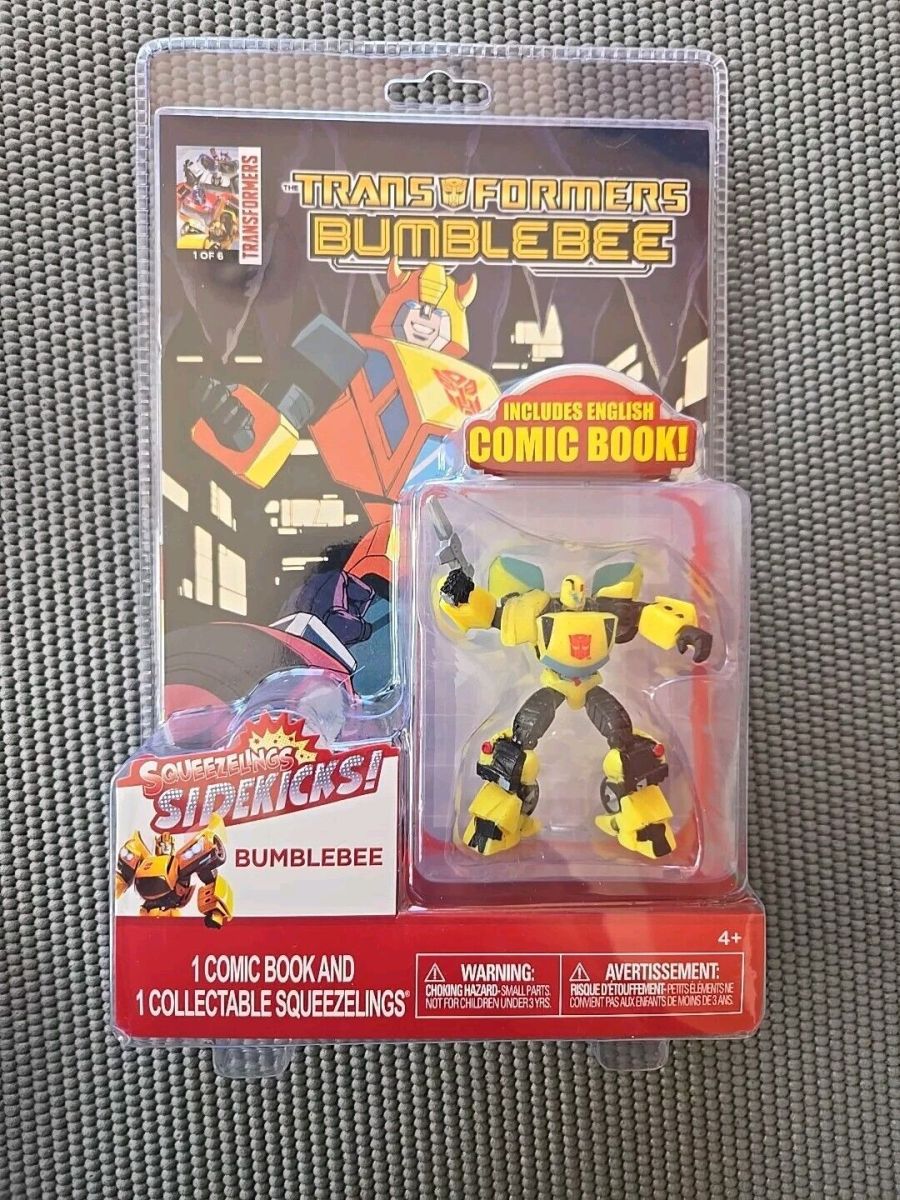 TRANSFORMERS
1 OF 6
THE TRANSFORMERS
BUMBLEBEE
INCLUDES ENGLISH
COMIC BOOK!
SQUEEZELINGS
SIDEKICKS!
BUMBLEBEE
4+
1 COMIC BOOK AND
1 COLLECTABLE SQUEEZELINGS®
WARNING:
CHOKING HAZARD-SMALL PARTS.
NOT FOR CHILDREN UNDER 3 YRS.
AVERTISSEMENT:
RISQUE D'ÉTOUFFEMENT-PETITS ÉLÉMENTS NE
CONVIENT PAS AUX ENFANTS DE MOINS DE 3 ANS.